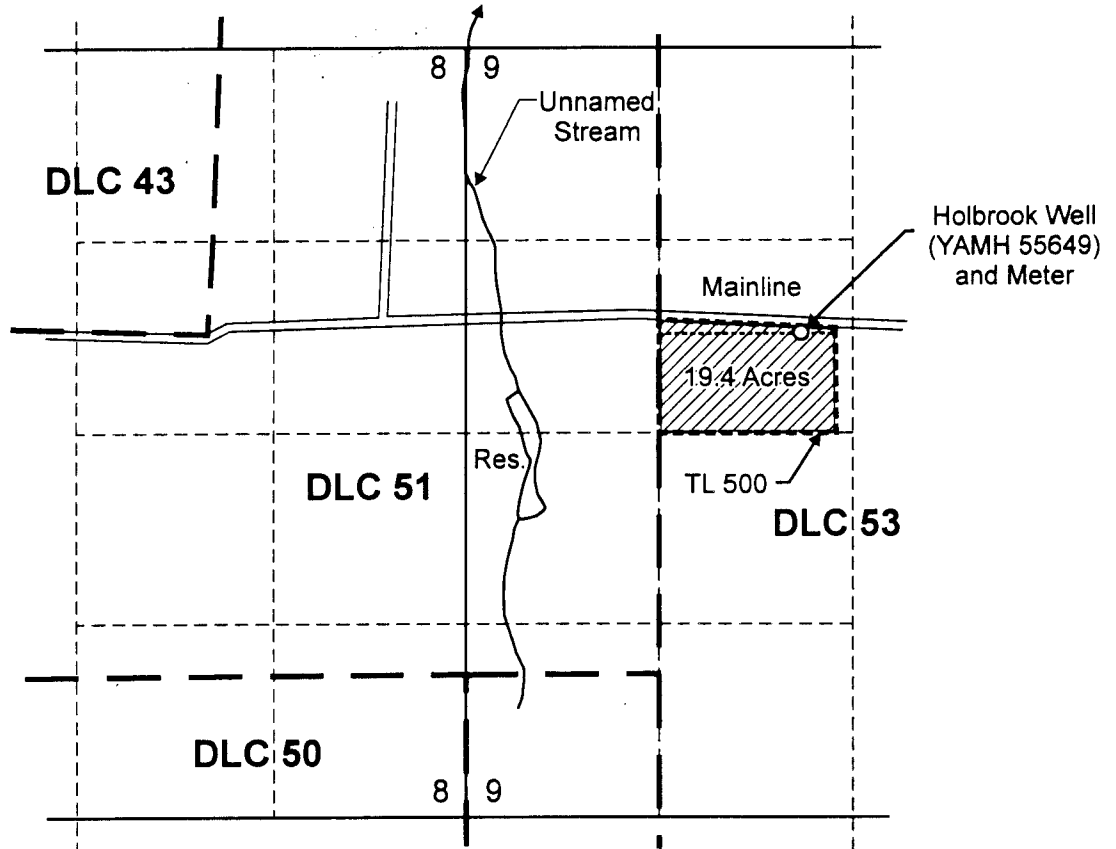 8 9
Unnamed
Stream
DLC 43
Holbrook Well
(YAMH 55649)
and Meter
Mainline
19.4 Acres
Res.
DLC 51
TL 500
DLC 53
DLC 50
8 9